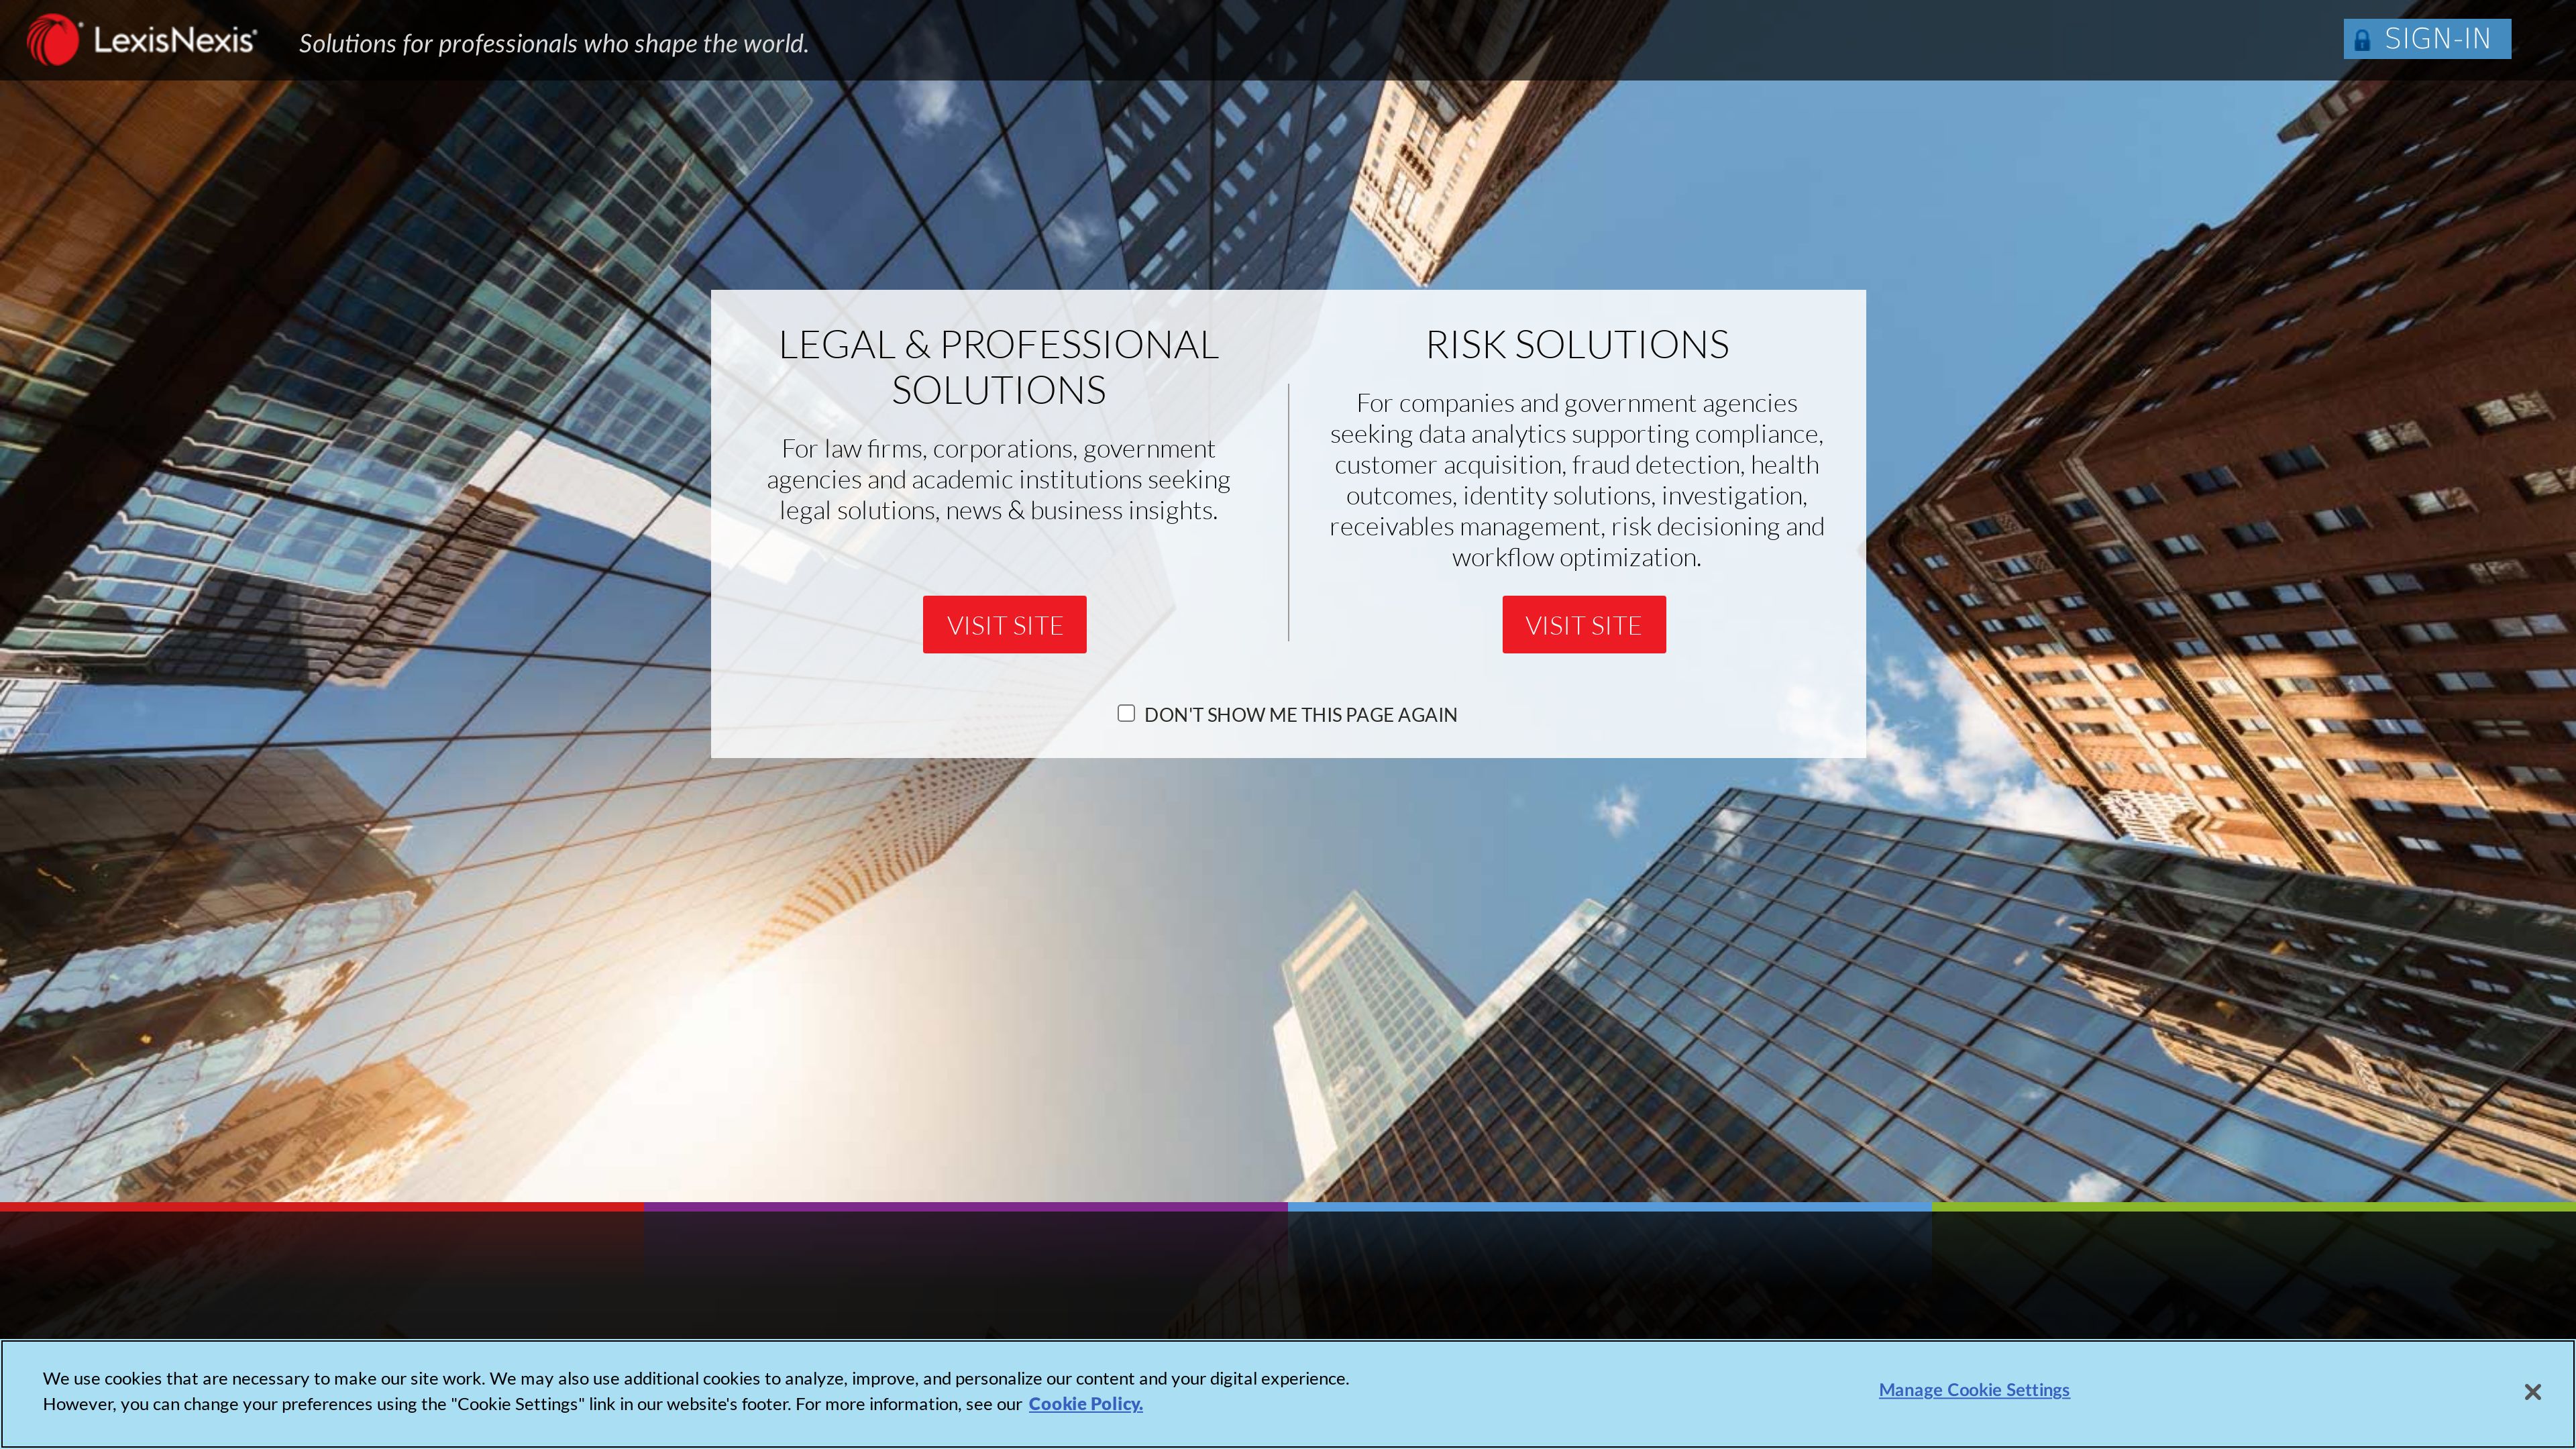 LexisNexis®
Solutions for professionals who shape the world.
SIGN-IN
LEGAL & PROFESSIONAL
SOLUTIONS
For law firms, corporations, government
agencies and academic institutions seeking
legal solutions, news & business insights.
VISIT SITE
RISK SOLUTIONS
For companies and government agencies
seeking data analytics supporting compliance,
customer acquisition, fraud detection, health
outcomes, identity solutions, investigation,
receivables management, risk decisioning and
workflow optimization.
VISIT SITE
DON'T SHOW ME THIS PAGE AGAIN
We use cookies that are necessary to make our site work. We may also use additional cookies to analyze, improve, and personalize our content and your digital experience.
However, you can change your preferences using the "Cookie Settings" link in our website's footer. For more information, see our Cookie Policy.
Manage Cookie Settings